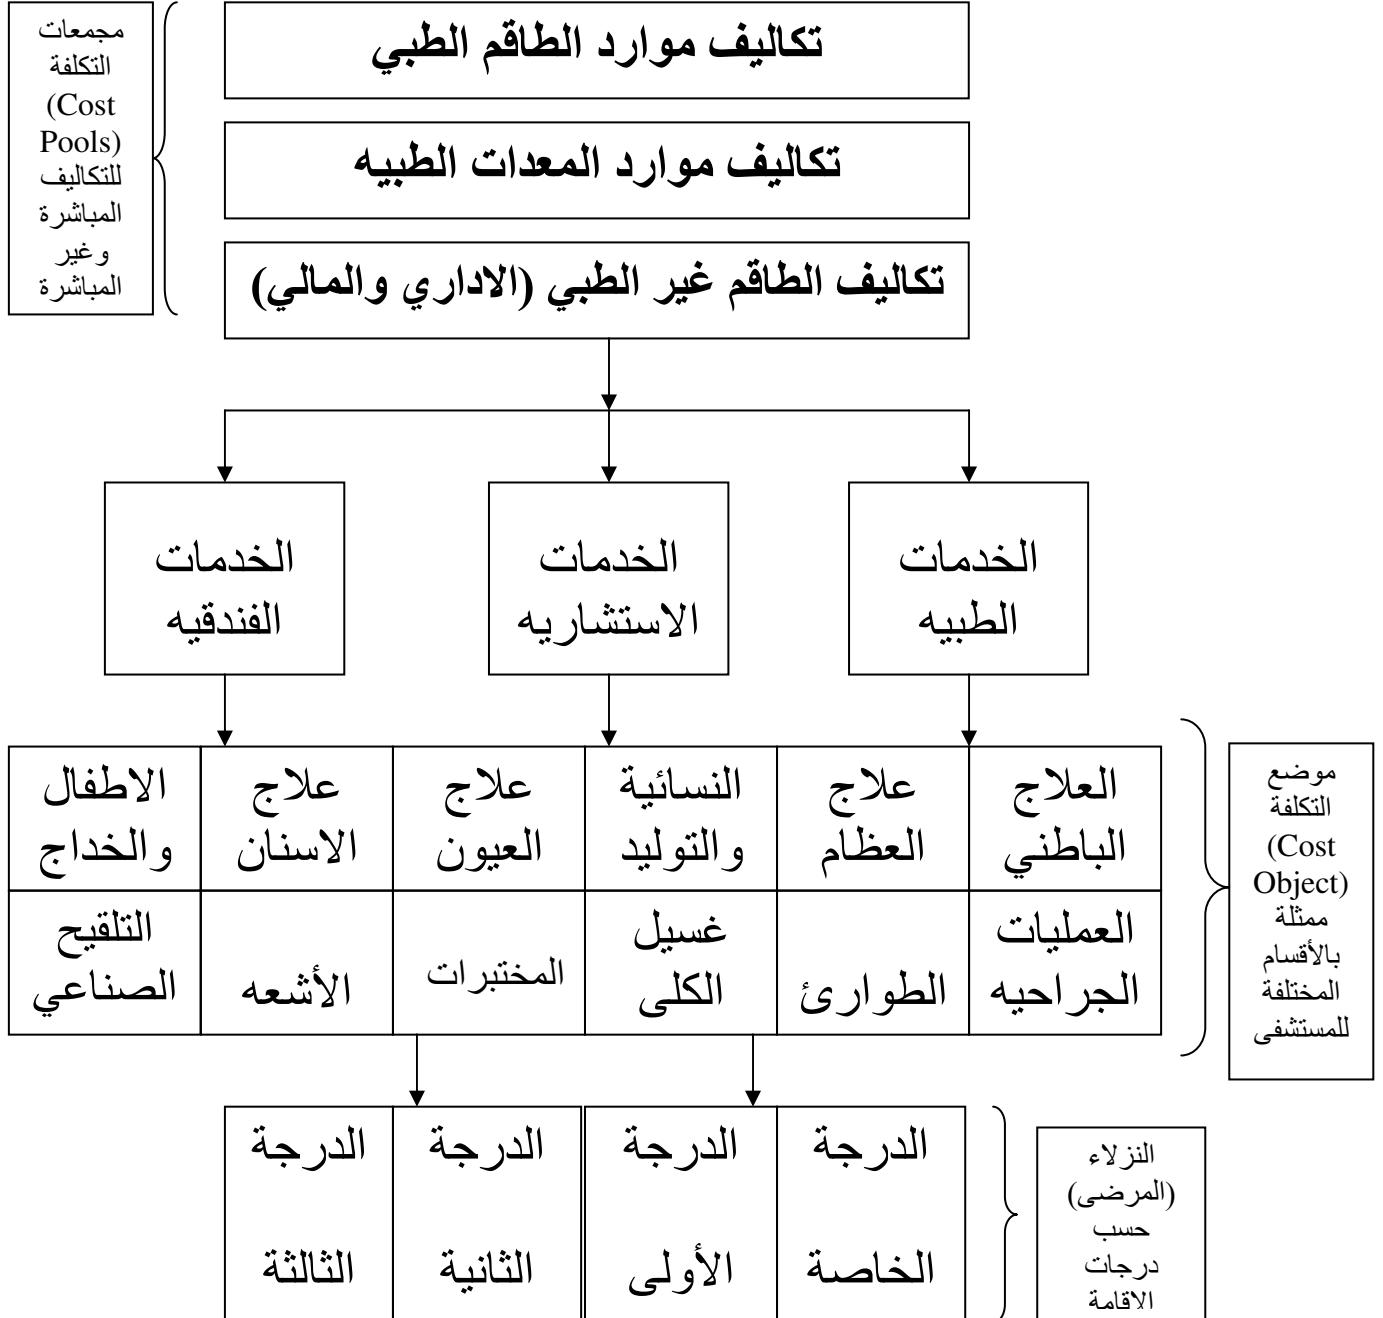 مجمعات
التكلفة
(Cost
Pools)
للتكاليف
المباشرة
وغير
المباشرة
تكاليف موارد الطاقم الطبي
تكاليف موارد المعدات الطبيه
تكاليف الطاقم غير الطبي (الاداري والمالي)
الخدمات
الطبيه
الخدمات
الاستشاريه
الخدمات
الفندقيه
العلاج
الباطني
علاج
العظام
النسائية
والتوليد
علاج
العيون
علاج
الاسنان
الاطفال
والخداج
العمليات
الجراحيه
الطوارئ
غسيل
الكلى
المختبرات
الأشعه
التلقيح
الصناعي
موضع
التكلفة
(Cost
Object)
ممثلة
بالأقسام
المختلفة
للمستشفى
الدرجة
الخاصة
الدرجة
الأولى
الدرجة
الثانية
الدرجة
الثالثة
النزلاء
(المرضى)
حسب
درجات
الاقامة